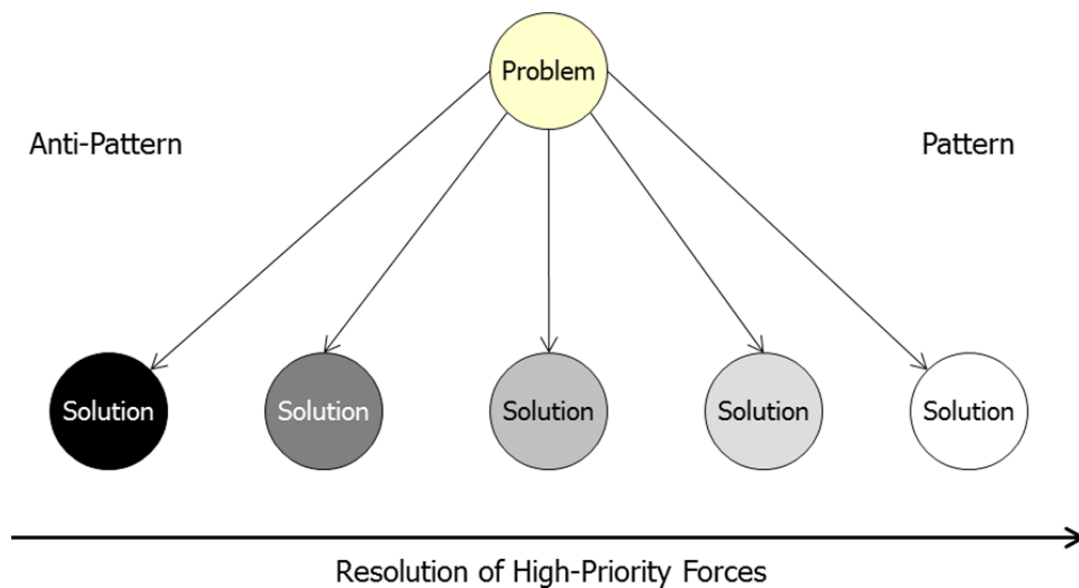 Problem
Anti-Pattern
Pattern
Solution
Solution
Solution
Solution
Solution
Resolution of High-Priority Forces